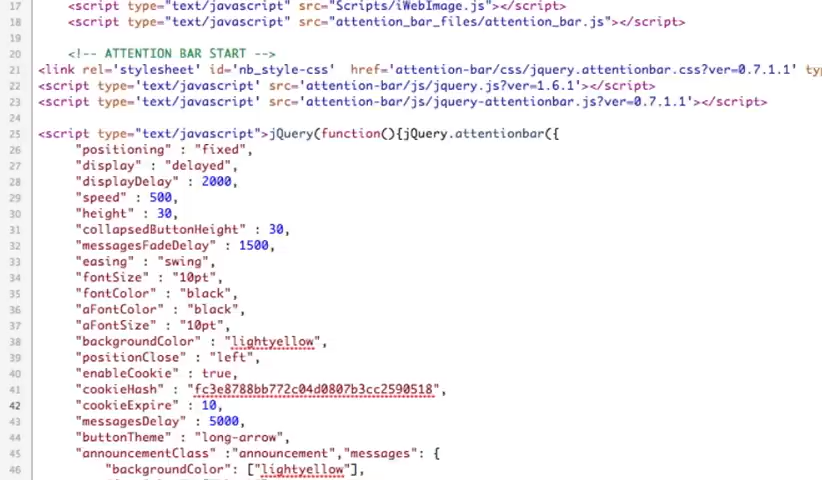 17 <script type="text/javascript" src="Scripts/iWebImage.js"></script>
18 <script type="text/javascript" src="attention_bar_files/attention_bar.js"></script>
19
20 <!-- ATTENTION BAR START -->
21 <link rel='stylesheet' id='nb_style-css'  href='attention-bar/css/jquery.attentionbar.css?ver=0.7.1.1' ty
22 <script type='text/javascript' src='attention-bar/js/jquery.js?ver=1.6.1'></script>
23 <script type='text/javascript' src='attention-bar/js/jquery-attentionbar.js?ver=0.7.1.1'></script>
24
25 <script type="text/javascript">jQuery(function(){jQuery.attentionbar({
26 "positioning" : "fixed",
27 "display" : "delayed",
28 "displayDelay" : 2000,
29 "speed" : 500,
30 "height" : 30,
31 "collapsedButtonHeight" : 30,
32 "messagesFadeDelay" : 1500,
33 "easing" : "swing",
34 "fontSize" : "10pt",
35 "fontColor" : "black",
36 "aFontColor" : "black",
37 "aFontSize" : "10pt",
38 "backgroundColor" : "lightyellow",
39 "positionClose" : "left",
40 "enableCookie" : true,
41 "cookieHash" : "fc3e8788bb772c04d0807b3cc2590518",
42 "cookieExpire" : 10,
43 "messagesDelay" : 5000,
44 "buttonTheme" : "long-arrow",
45 "announcementClass" :"announcement","messages": {
46 "backgroundColor": ["lightyellow"],